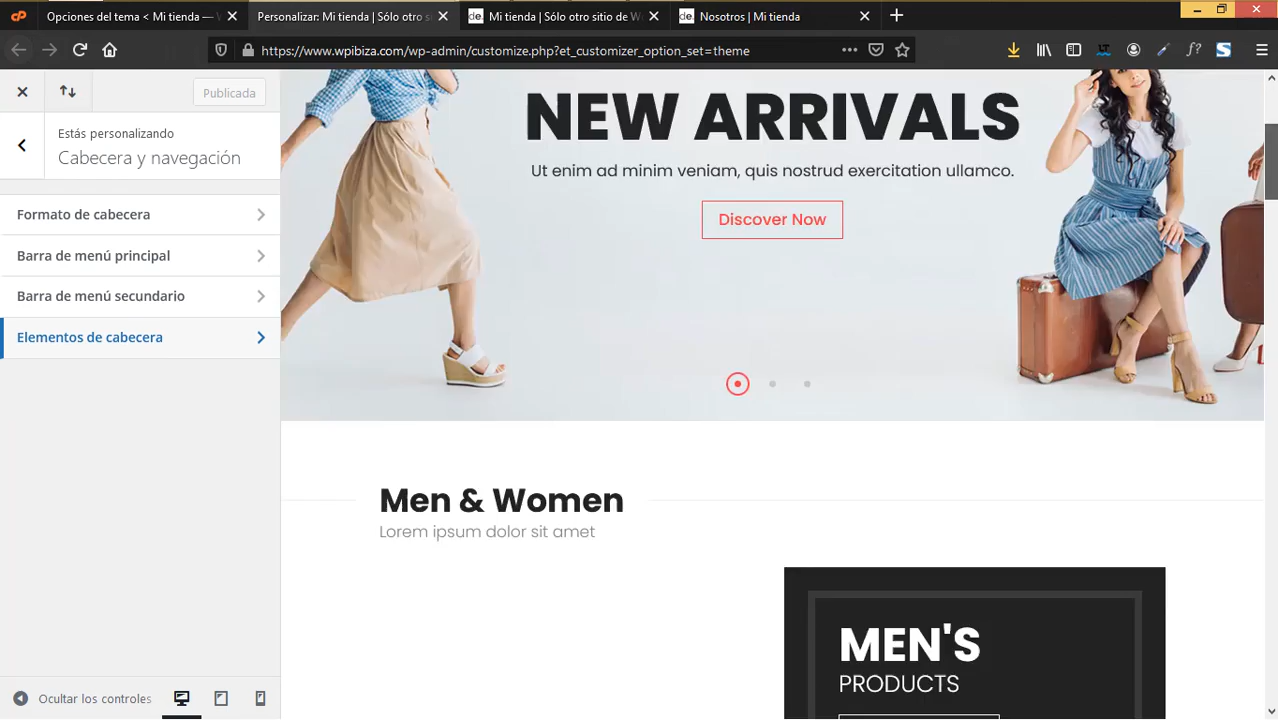 Opciones del tema < Mi tienda —
Personalizar: Mi tienda | Sólo otro si
Mi tienda | Sólo otro sitio de W
Nosotros | Mi tienda
https://www.wpibiza.com/wp-admin/customize.php?et_customizer_option_set=theme
Publicada
Estás personalizando
Cabecera y navegación
Formato de cabecera
Barra de menú principal
Barra de menú secundario
Elementos de cabecera
Ocultar los controles
NEW ARRIVALS
Ut enim ad minim veniam, quis nostrud exercitation ullamco.
Discover Now
Men & Women
Lorem ipsum dolor sit amet
MEN'S
PRODUCTS